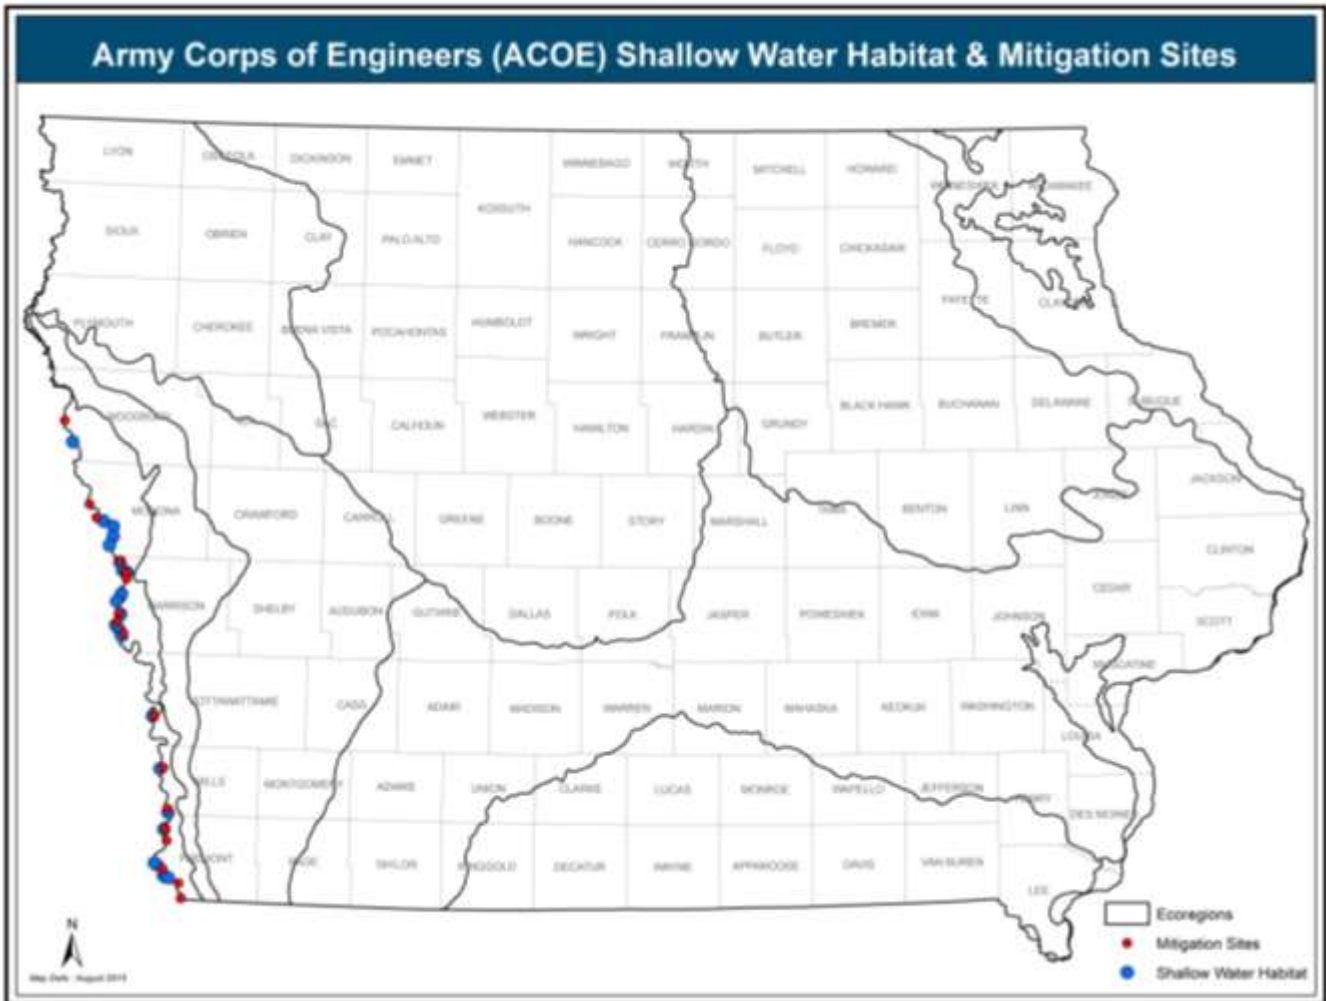 Army Corps of Engineers (ACOE) Shallow Water Habitat & Mitigation Sites
LYON
OSCEOLA
DICKINSON
EMMET
WINNEBAGO
WORTH
MITCHELL
HOWARD
WINNESHIEK
ALLAMAKEE
KOSSUTH
SIOUX
OBRIEN
CLAY
PALO ALTO
HANCOCK
CERRO GORDO
FLOYD
CHICKASAW
FAYETTE
PLYMOUTH
CHEROKEE
BUENA VISTA
POCAHONTAS
HUMBOLDT
WRIGHT
FRANKLIN
BUTLER
BREMER
WOODBURY
SAC
CALHOUN
WEBSTER
HAMILTON
HARDIN
GRUNDY
BLACK HAWK
BUCHANAN
DELAWARE
DUBUQUE
MONONA
CRAWFORD
CARROLL
GREENE
BOONE
STORY
MARSHALL
TAMA
BENTON
LINN
JACKSON
CLINTON
HARRISON
SHELBY
AUDUBON
GUTHRIE
DALLAS
POLK
JASPER
POWESHIEK
IOWA
JOHNSON
CEDAR
SCOTT
MUSCATINE
POTTAWATTAMIE
CASS
ADAIR
MADISON
WARREN
MARION
MAHASKA
KEOKUK
WASHINGTON
LOUISA
MILLS
MONTGOMERY
ADAMS
UNION
CLARKE
LUCAS
MONROE
WAPELLO
JEFFERSON
HENRY
DES MOINES
FREMONT
PAGE
TAYLOR
RINGGOLD
DECATUR
WAYNE
APPANOOSE
DAVIS
VAN BUREN
LEE
Ecoregions
Mitigation Sites
Shallow Water Habitat
N
Map Date : August 2015